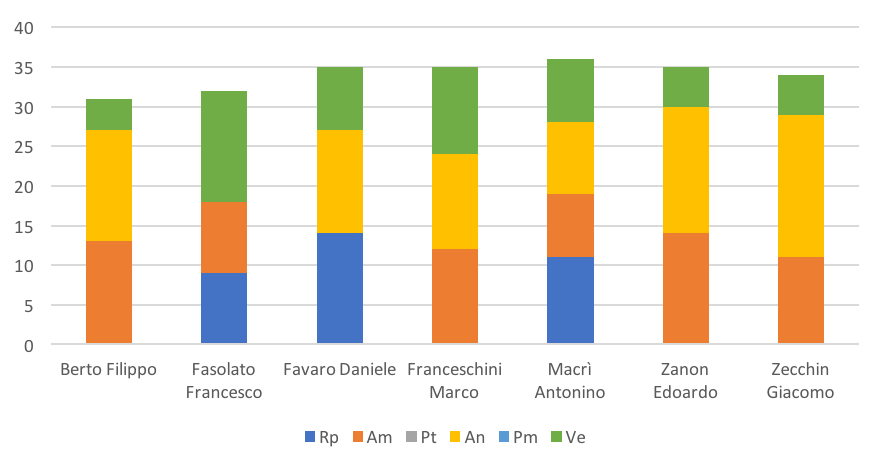 40
35
30
25
20
15
10
5
0
Berto Filippo
Fasolato
Francesco
Favaro Daniele
Franceschini
Marco
Macrì
Antonino
Zanon
Edoardo
Zecchin
Giacomo
Rp Am Pt An Pm Ve